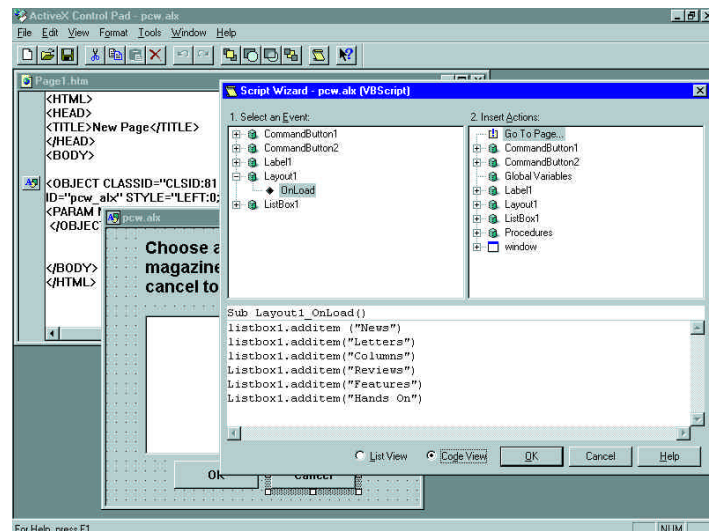 ActiveX Control Pad - pcw.alx
File Edit View Format Tools Window Help
Page1.htm
<HTML>
<HEAD>
<TITLE>New Page</TITLE>
</HEAD>
<BODY>
<OBJECT CLASSID="CLSID:81
ID="pcw_alx" STYLE="LEFT:0;
<PARAM
</OBJEC
</BODY>
</HTML>
pcw.alx
Choose a
magazine
cancel to
OK
Cancel
Script Wizard - pcw.alx (VBScript)
1. Select an Event:
CommandButton1
CommandButton2
Label1
Layout1
OnLoad
ListBox1
2. Insert Actions:
Go To Page...
CommandButton1
CommandButton2
Global Variables
Label1
Layout1
ListBox1
Procedures
window
Sub Layout1_OnLoad()
listbox1.additem ("News")
listbox1.additem("Letters")
listbox1.additem("Columns")
Listbox1.additem("Reviews")
Listbox1.additem("Features")
Listbox1.additem("Hands On")
List View Code View OK Cancel Help
For Help, press F1
NUM